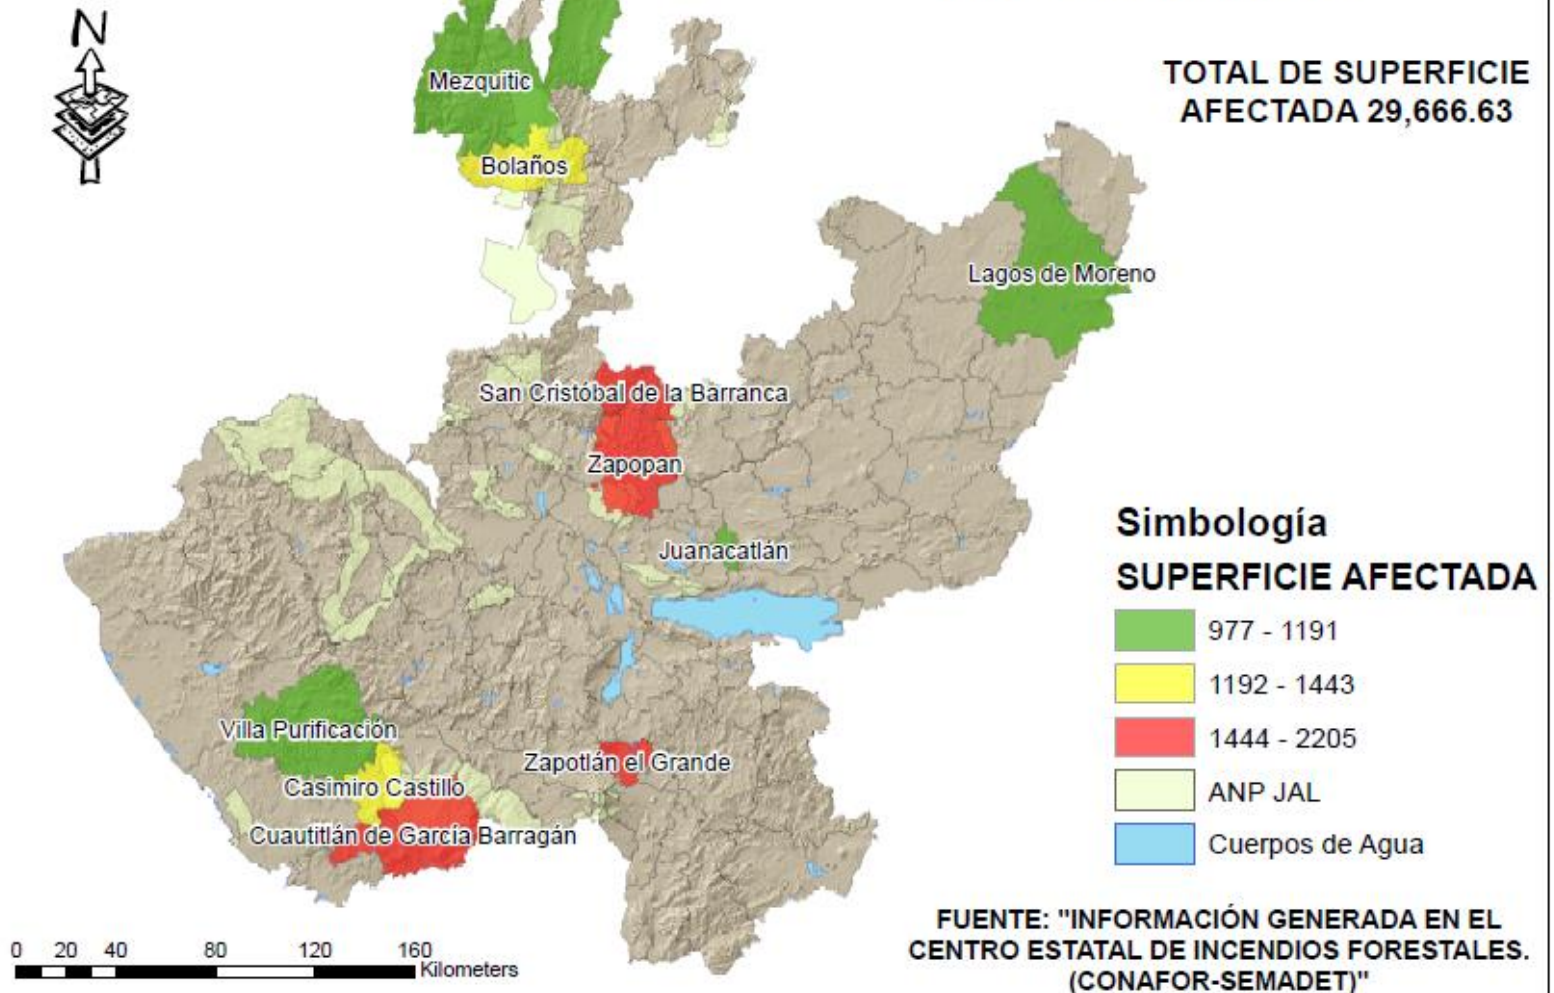 N
TOTAL DE SUPERFICIE
AFECTADA 29,666.63
Mezquitic
Bolaños
Lagos de Moreno
San Cristóbal de la Barranca
Zapopan
Juanacatlán
Villa Purificación
Casimiro Castillo
Cuautitlán de García Barragán
Zapotlán el Grande
Simbología
SUPERFICIE AFECTADA
977 - 1191
1192 - 1443
1444 - 2205
ANP JAL
Cuerpos de Agua
0 20 40 80 120 160
Kilometers
FUENTE: "INFORMACIÓN GENERADA EN EL
CENTRO ESTATAL DE INCENDIOS FORESTALES.
(CONAFOR-SEMADET)"